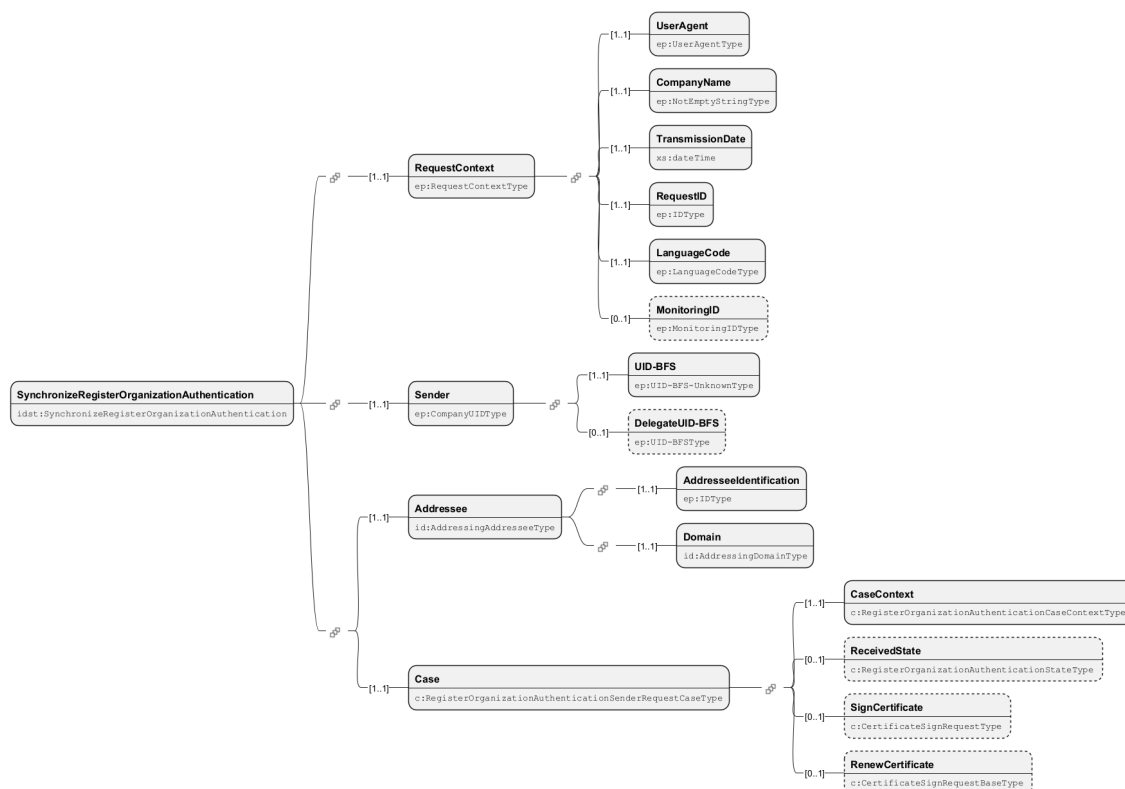 UserAgent
[1..1]
ep:UserAgentType
CompanyName
[1..1]
ep:NotEmptyStringType
TransmissionDate
[1..1]
xs:dateTime
RequestContext
[1..1]
ep:RequestContextType
RequestID
[1..1]
ep:IDType
LanguageCode
[1..1]
ep:LanguageCodeType
MonitoringID
[0..1]
ep:MonitoringIDType
UID-BFS
[1..1]
ep:UID-BFS-UnknownType
SynchronizeRegisterOrganizationAuthentication
idst:SynchronizeRegisterOrganizationAuthentication
Sender
[1..1]
ep:CompanyUIDType
DelegateUID-BFS
[0..1]
ep:UID-BFSType
AddresseeIdentification
[1..1]
ep:IDType
Addressee
[1..1]
id:AddressingAddresseeType
Domain
[1..1]
id:AddressingDomainType
CaseContext
[1..1]
c:RegisterOrganizationAuthenticationCaseContextType
ReceivedState
[0..1]
c:RegisterOrganizationAuthenticationStateType
Case
[1..1]
c:RegisterOrganizationAuthenticationSenderRequestCaseType
SignCertificate
[0..1]
c:CertificateSignRequestType
RenewCertificate
[0..1]
c:CertificateSignRequestBaseType